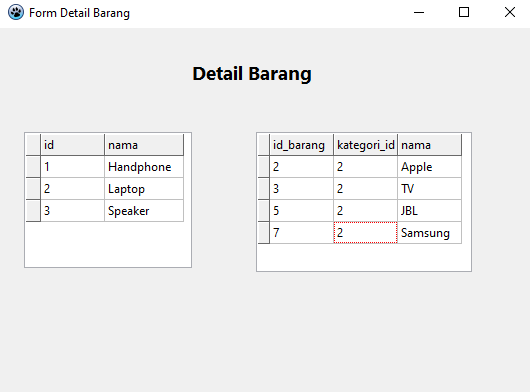 Form Detail Barang
Detail Barang
id nama
1 Handphone
2 Laptop
3 Speaker
id_barang kategori_id nama
2 2 Apple
3 2 TV
5 2 JBL
7 2 Samsung